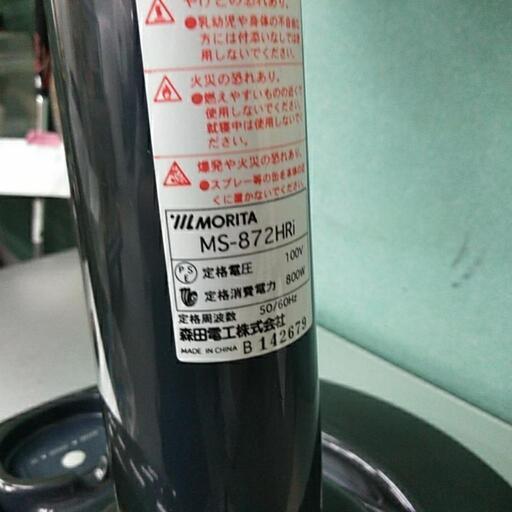 やけどの恐れあり。
●乳幼児や身体の不自由な
方には付添いなしでは使
用しないでください。
火災の恐れあり。
●燃えやすいものの近くで
使用しないでください。
就寝中は使用しないでく
ださい。
爆発や火災の恐れあり。
●スプレー等の缶を本体の近
くに置かないでください。
MORITA
MS-872HRi
PSE 定格電圧 100V
定格消費電力 800W
定格周波数 50/60Hz
森田電工株式会社
MADE IN CHINA B 142679